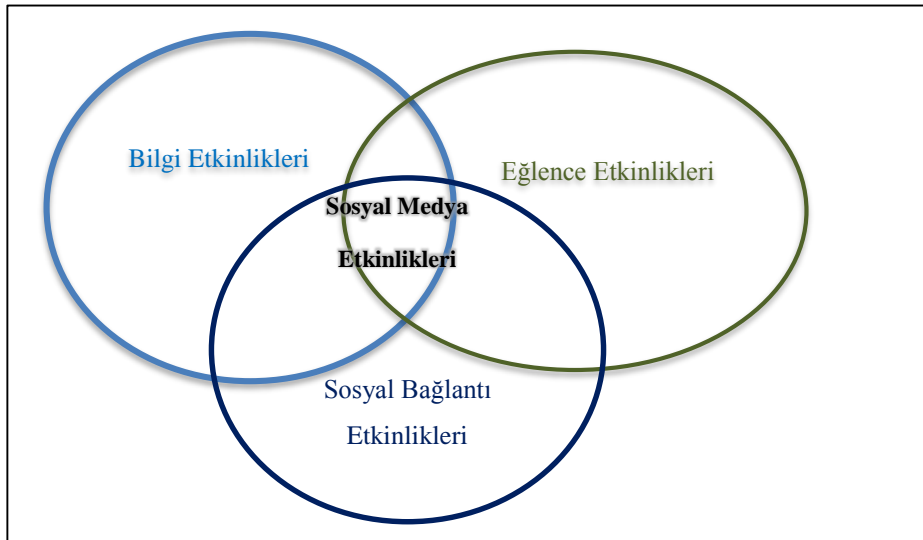 Bilgi Etkinlikleri
Eğlence Etkinlikleri
Sosyal Medya
Etkinlikleri
Sosyal Bağlantı
Etkinlikleri